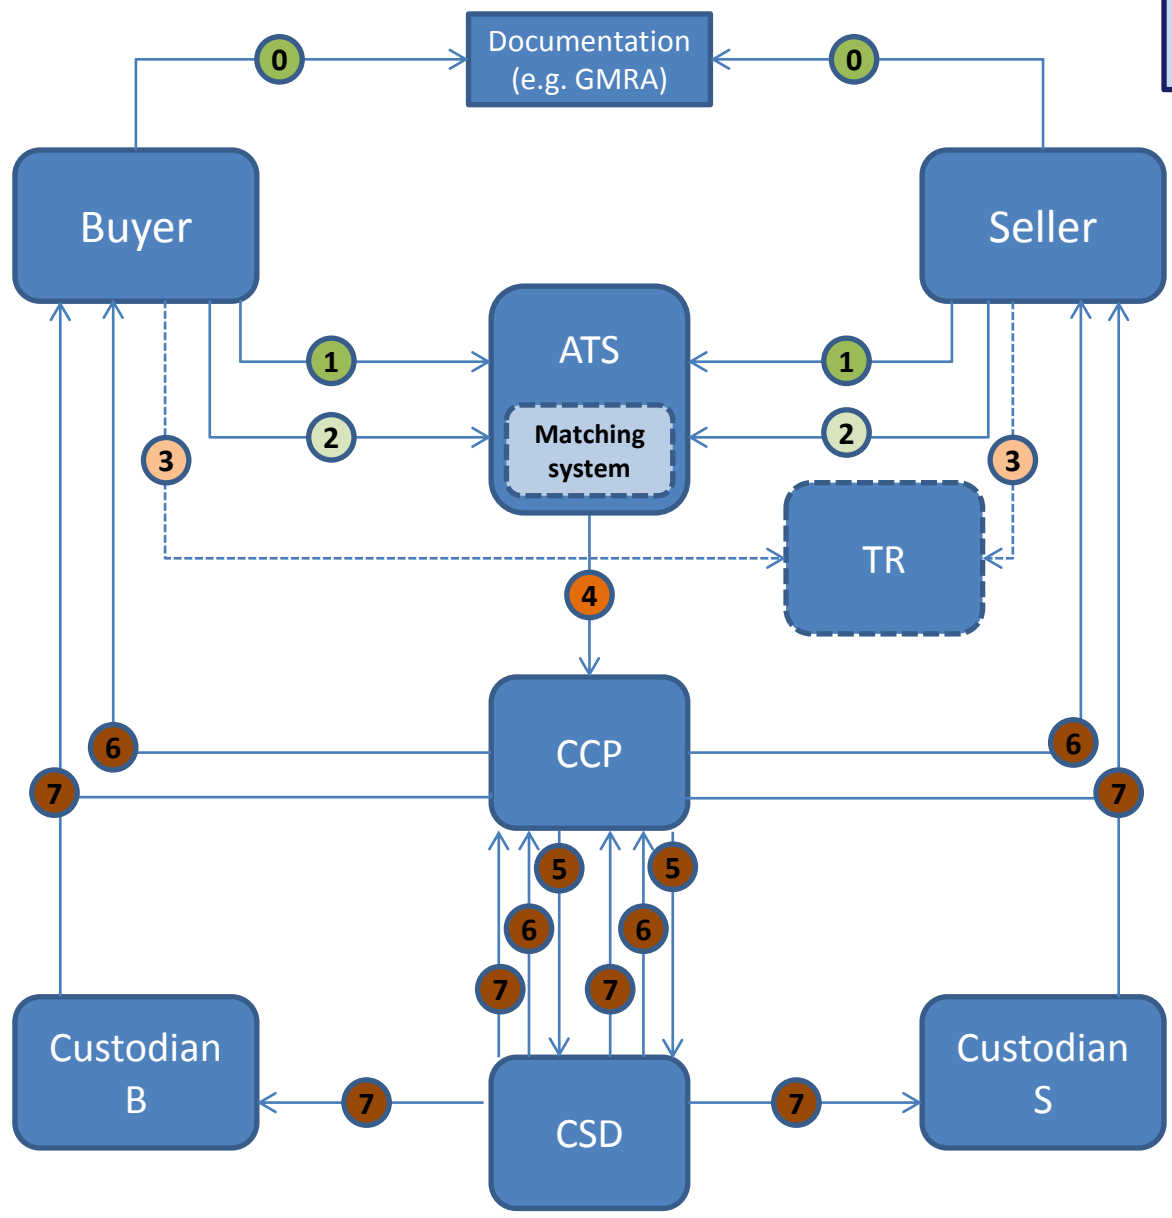 0
Documentation
(e.g. GMRA)
0
Buyer
Seller
ATS
1
1
2
Matching
system
2
3
3
TR
4
6
CCP
6
7
7
5
5
6
6
7
7
Custodian
B
Custodian
S
7
7
CSD